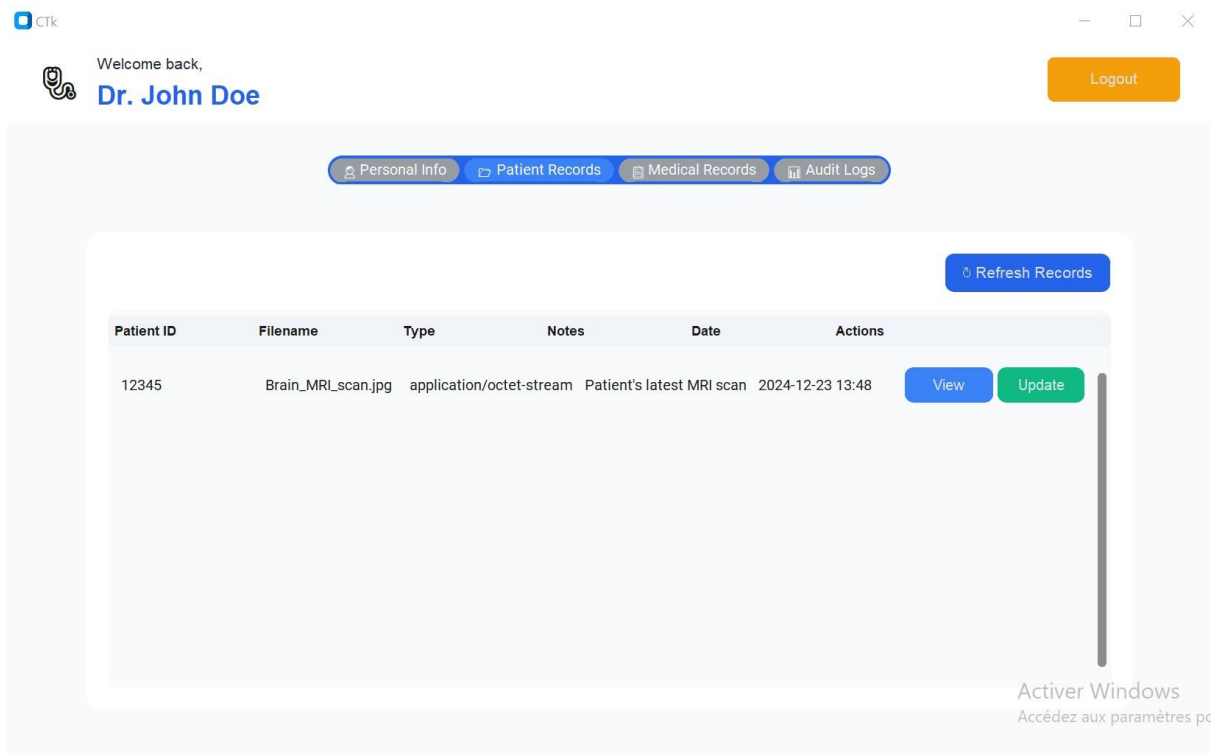 CTk
Welcome back,
Dr. John Doe
Logout
Personal Info Patient Records Medical Records Audit Logs
Refresh Records
Patient ID Filename Type Notes Date Actions
12345 Brain_MRI_scan.jpg application/octet-stream Patient's latest MRI scan 2024-12-23 13:48 View Update
Activer Windows
Accédez aux paramètres